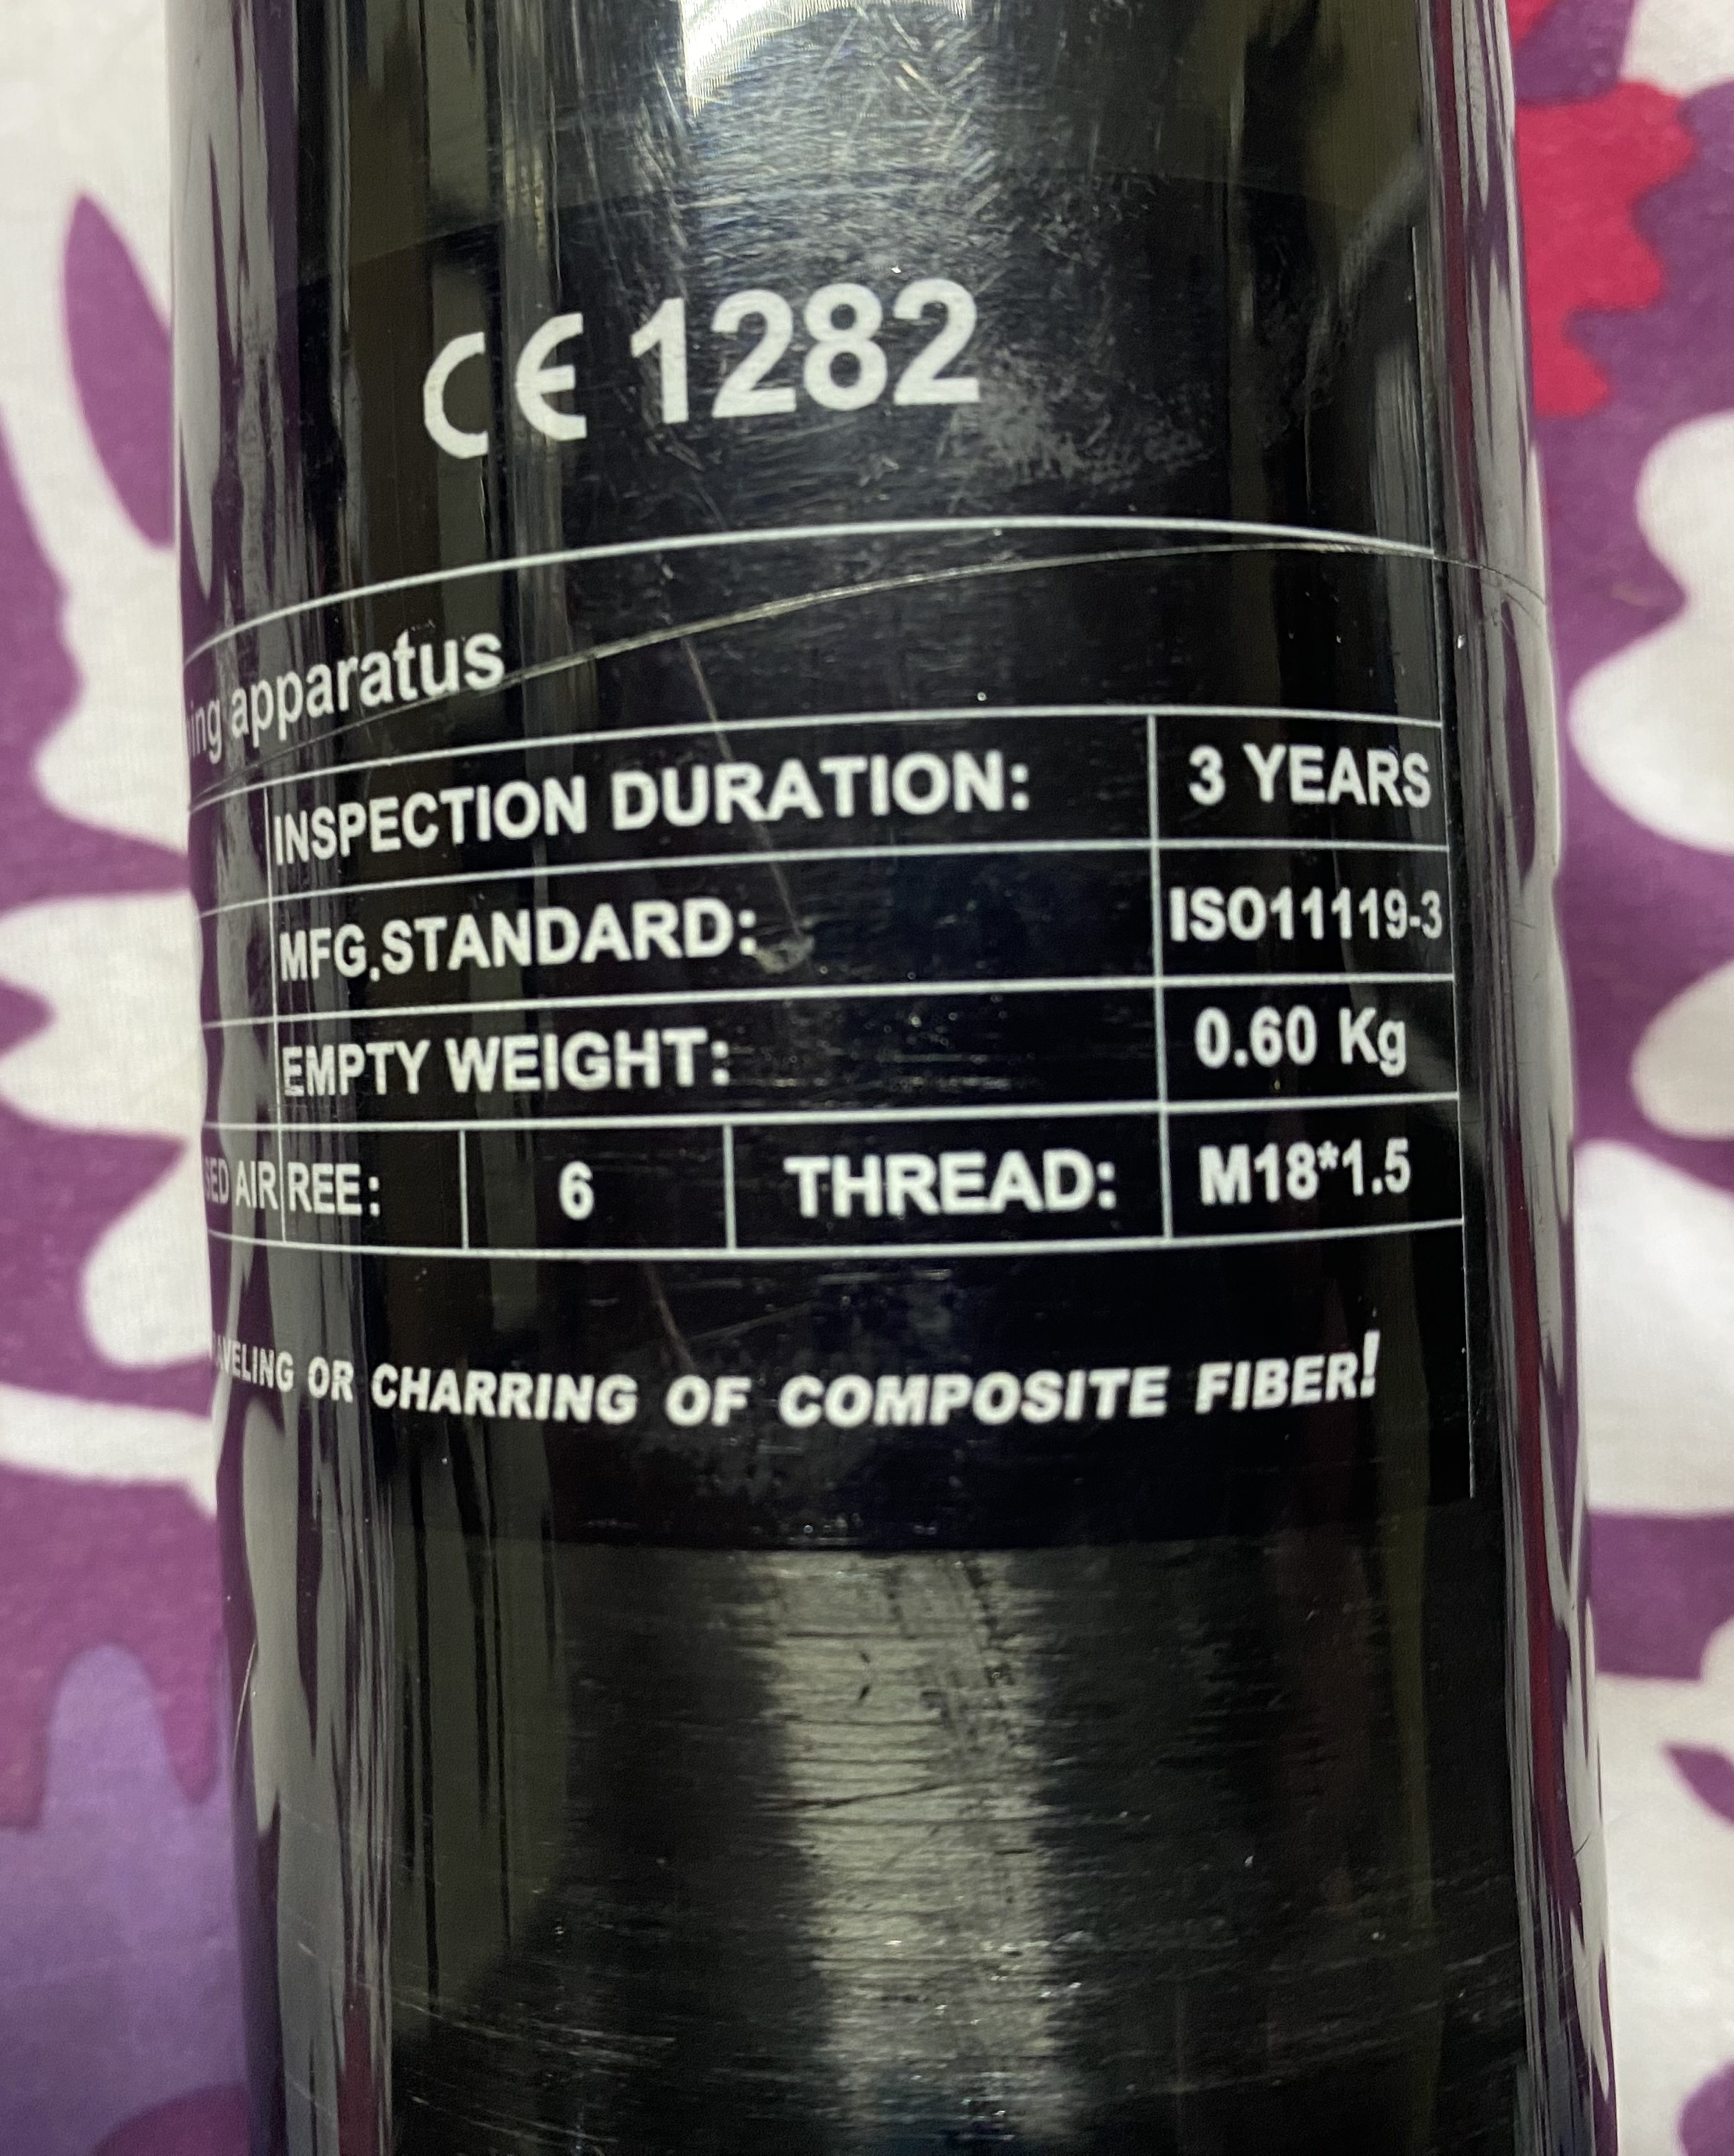 CE 1282
apparatus
INSPECTION DURATION: 3 YEARS
MFG.STANDARD: ISO11119-3
EMPTY WEIGHT: 0.60 Kg
AIR REE: 6 THREAD: M18*1.5
OR CHARRING OF COMPOSITE FIBER!